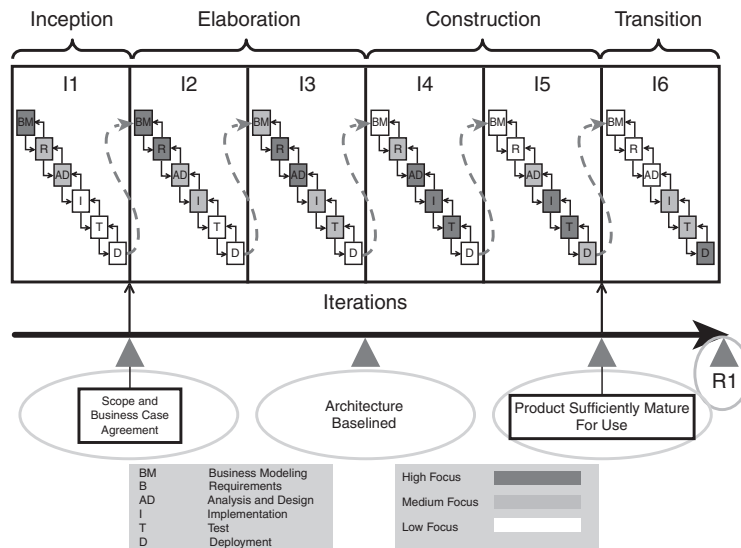 Inception Elaboration Construction Transition
I1 I2 I3 I4 I5 I6
BM BM BM BM BM BM
R R R R R R
AD AD AD AD AD AD
I I I I I I
T T T T T T
D D D D D D
Iterations
R1
Scope and
Business Case
Agreement
Architecture
Baselined
Product Sufficiently Mature
For Use
BM Business Modeling
B Requirements
AD Analysis and Design
I Implementation
T Test
D Deployment
High Focus
Medium Focus
Low Focus